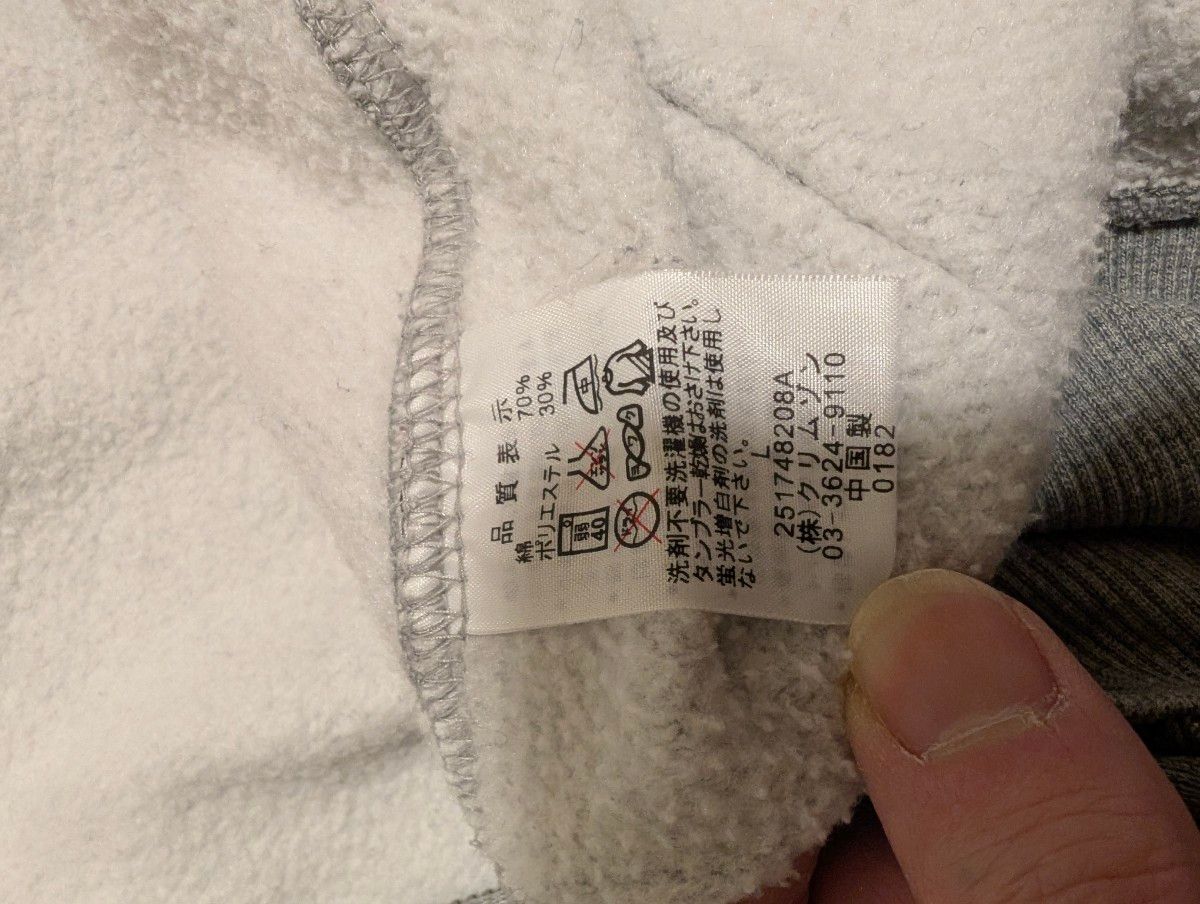 品質表示
綿 70%
ポリエステル 30%
弱
40
中
洗剤不要洗濯機の使用及び
タンブラー乾燥はおさけ下さい。
蛍光増白剤の洗剤は使用し
ないで下さい。
L
251748208A
(株)クリムゾン
03-3624-9110
中国製
0182